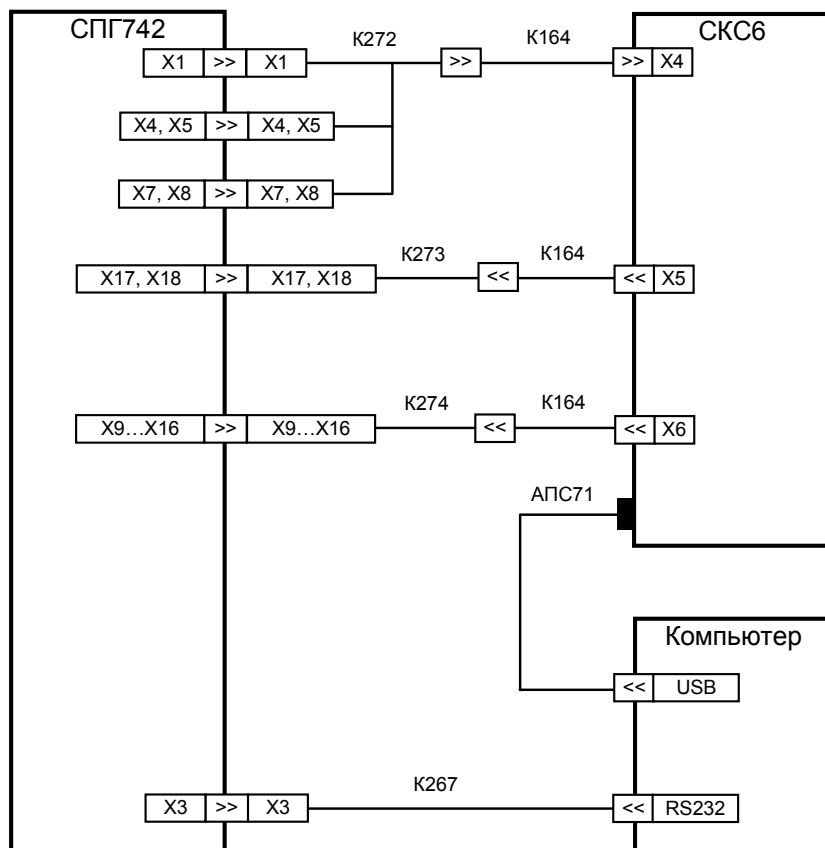 СПГ742
СКС6
К272
К164
X1 >> X1
>>
>> X4
X4, X5 >> X4, X5
X7, X8 >> X7, X8
К273
К164
X17, X18 >> X17, X18
<<
<< X5
К274
К164
X9...X16 >> X9...X16
<<
<< X6
АПС71
Компьютер
<< USB
К267
X3 >> X3
<< RS232